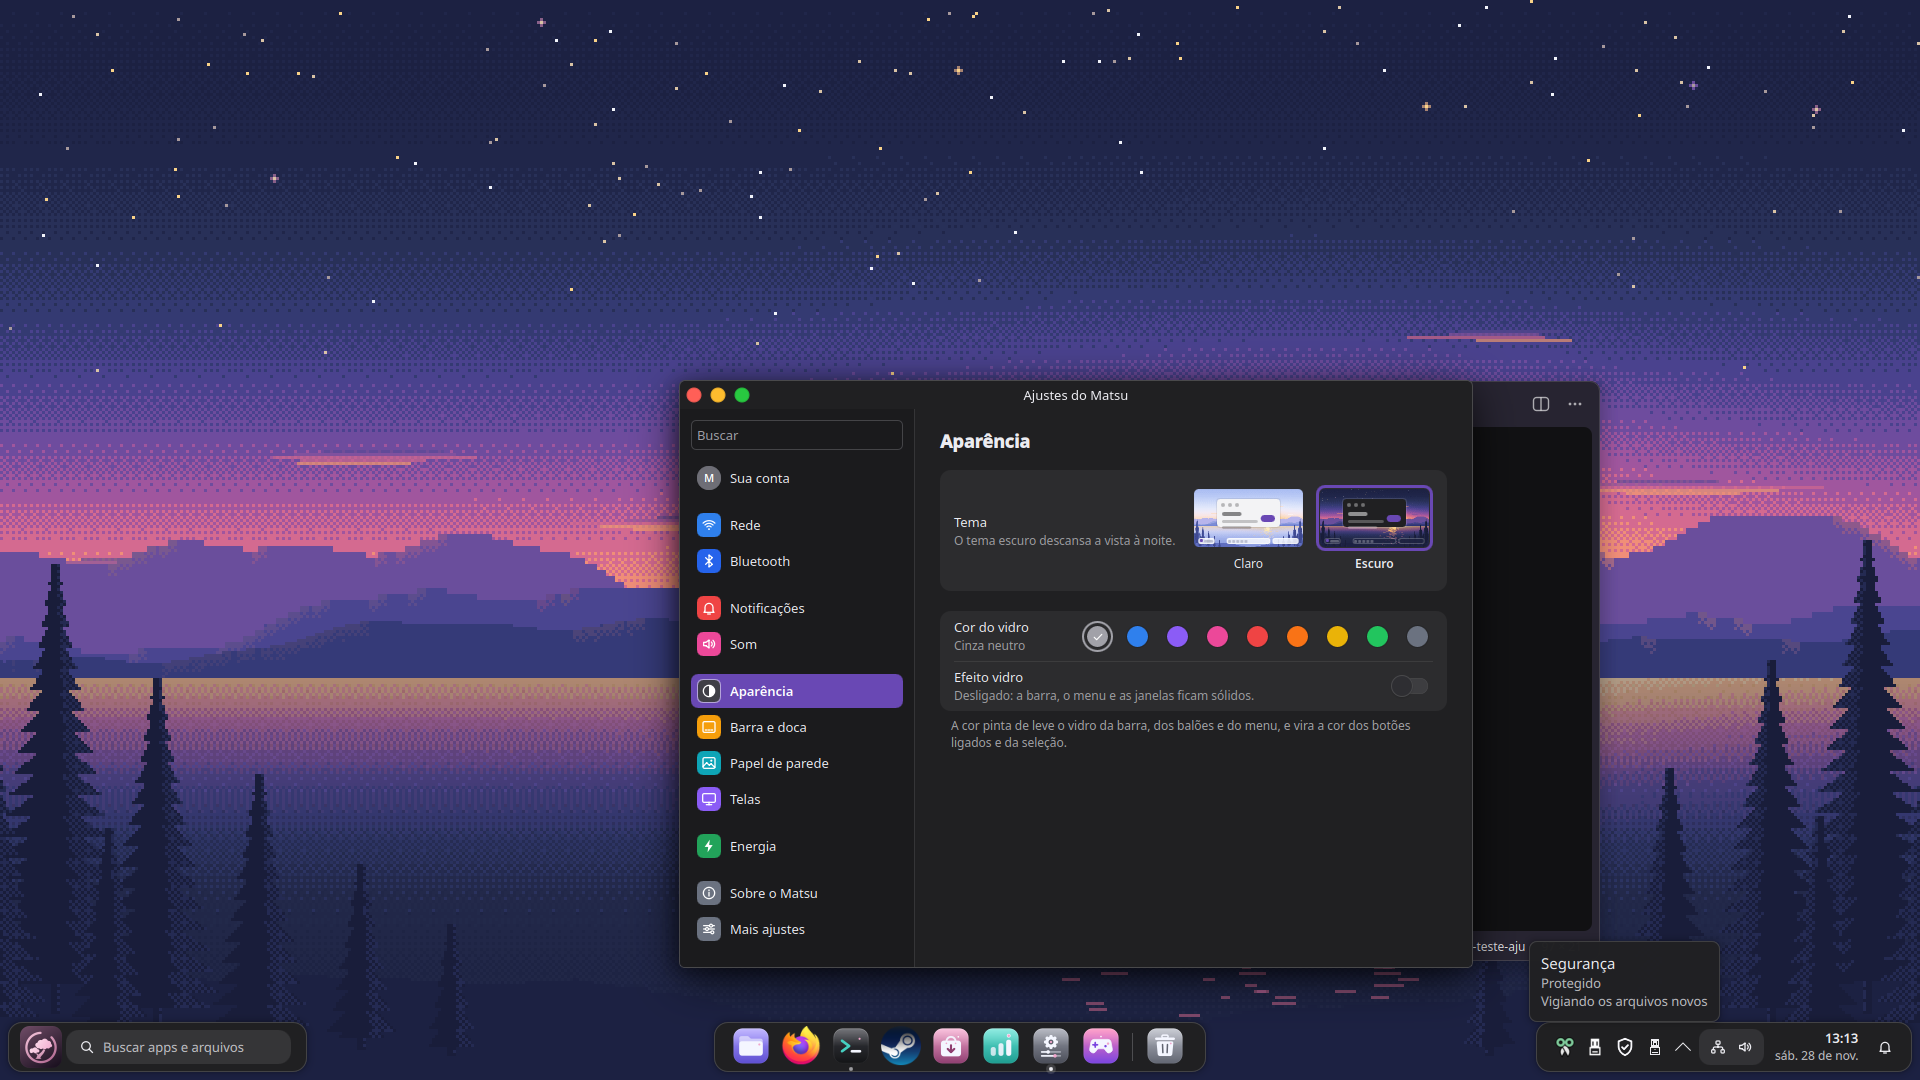 Ajustes do Matsu
Buscar
M
Sua conta
Rede
Bluetooth
Notificações
Som
Aparência
Barra e doca
Papel de parede
Telas
Energia
Sobre o Matsu
Mais ajustes
Aparência
Tema
O tema escuro descansa a vista à noite.
Claro
Escuro
Cor do vidro
Cinza neutro
Efeito vidro
Desligado: a barra, o menu e as janelas ficam sólidos.
A cor pinta de leve o vidro da barra, dos balões e do menu, e vira a cor dos botões
ligados e da seleção.
-teste-aju
Segurança
Protegido
Vigiando os arquivos novos
Buscar apps e arquivos
13:13
sáb. 28 de nov.